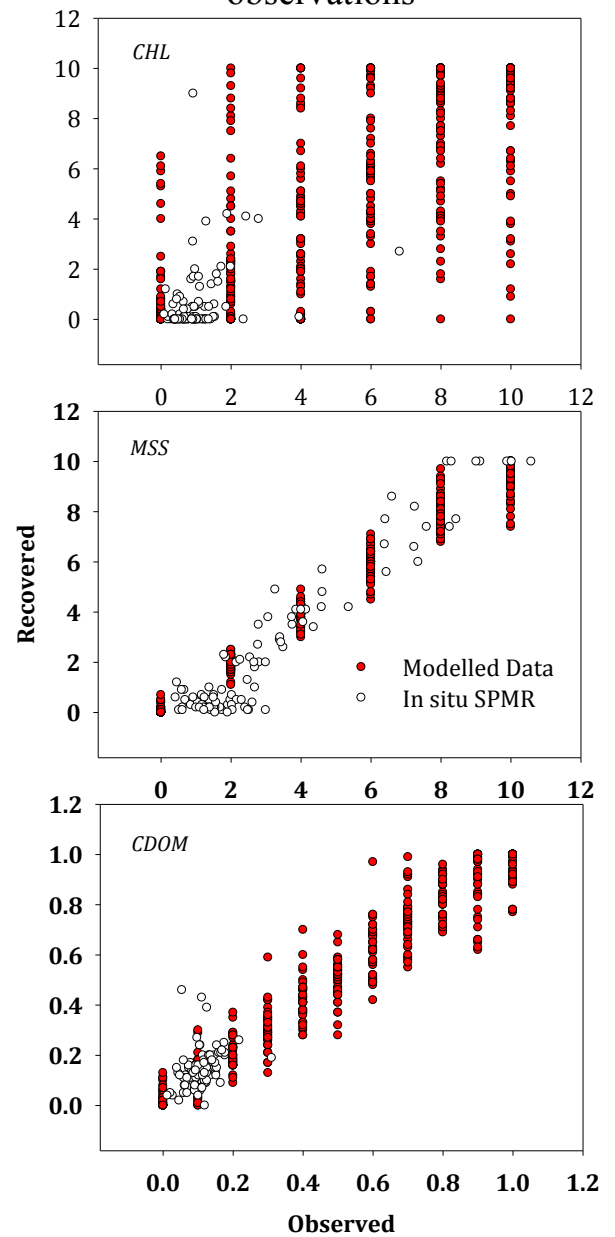 observations
CHL
12
10
8
6
4
2
0
0 2 4 6 8 10 12
MSS
12
10
8
6
4
2
0
Recovered
Modelled Data
In situ SPMR
0 2 4 6 8 10 12
CDOM
1.2
1.0
0.8
0.6
0.4
0.2
0.0
0.0 0.2 0.4 0.6 0.8 1.0 1.2
Observed